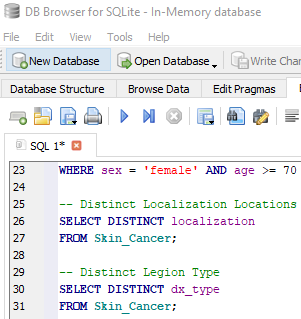 DB Browser for SQLite - In-Memory database
File Edit View Tools Help
New Database Open Database Write Chan
Database Structure Browse Data Edit Pragmas
SQL 1*
23 WHERE sex = 'female' AND age >= 70
24
25 -- Distinct Localization Locations
26 SELECT DISTINCT localization
27 FROM Skin_Cancer;
28
29 -- Distinct Legion Type
30 SELECT DISTINCT dx_type
31 FROM Skin_Cancer;